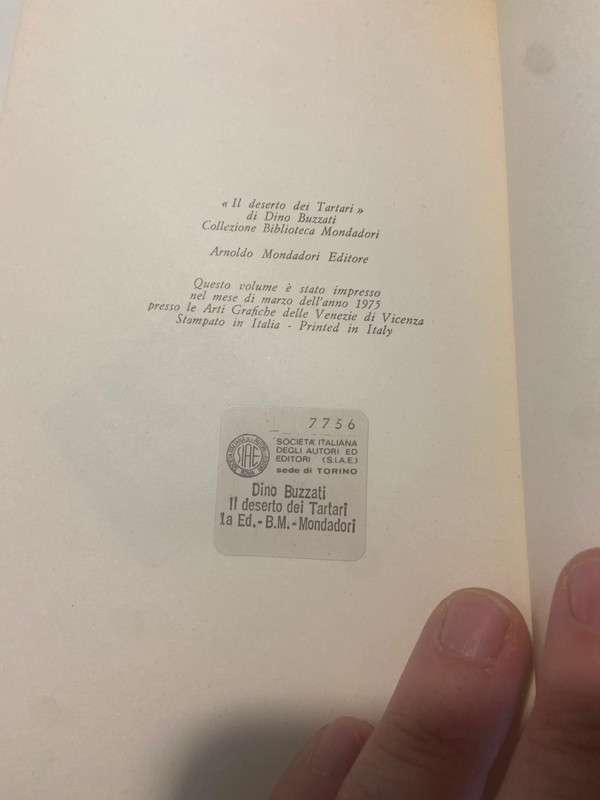 « Il deserto dei Tartari »
di Dino Buzzati
Collezione Biblioteca Mondadori
Arnoldo Mondadori Editore
Questo volume è stato impresso
nel mese di marzo dell'anno 1975
presso le Arti Grafiche delle Venezie di Vicenza
Stampato in Italia - Printed in Italy
7756
SIAE
SOCIETA' ITALIANA
DEGLI AUTORI ED
EDITORI (S.I.A.E.)
sede di TORINO
Dino Buzzati
Il deserto dei Tartari
1a Ed.-B.M.-Mondadori